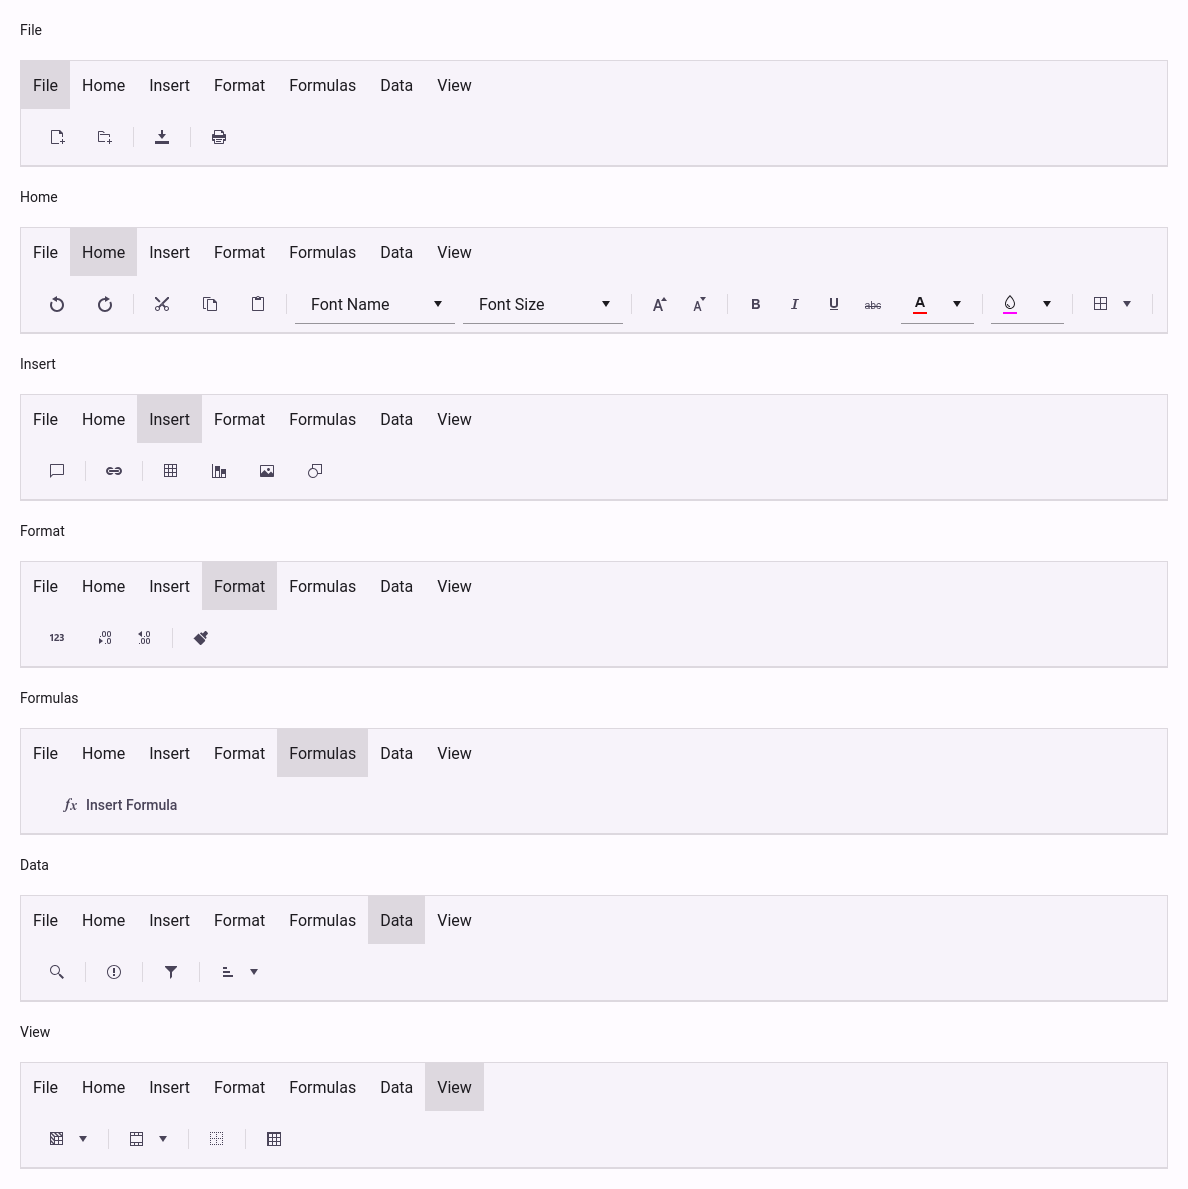 File
File Home Insert Format Formulas Data View
Home
File Home Insert Format Formulas Data View
Font Name Font Size A A B I U abc A
Insert
File Home Insert Format Formulas Data View
Format
File Home Insert Format Formulas Data View
123 .00 .0 .0 .00
Formulas
File Home Insert Format Formulas Data View
fx Insert Formula
Data
File Home Insert Format Formulas Data View
View
File Home Insert Format Formulas Data View